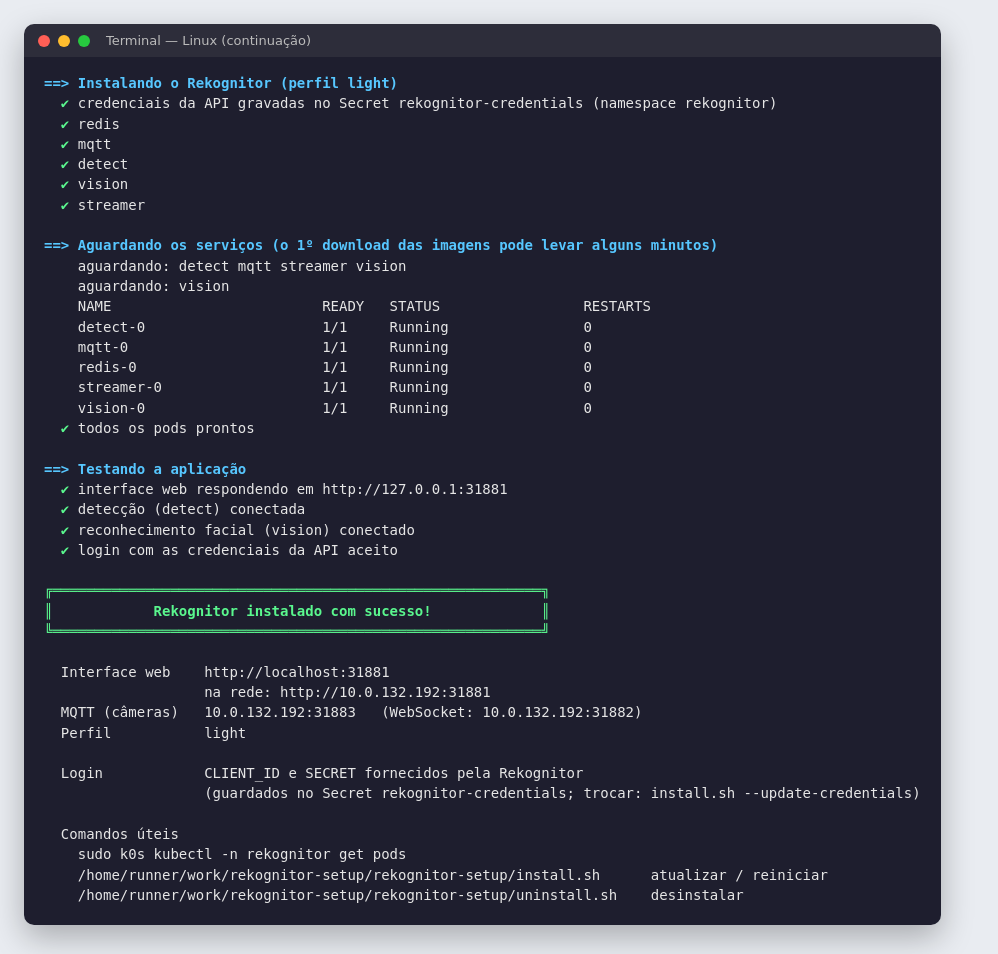 Terminal — Linux (continuação)
==> Instalando o Rekognitor (perfil light)
✔ credenciais da API gravadas no Secret rekognitor-credentials (namespace rekognitor)
✔ redis
✔ mqtt
✔ detect
✔ vision
✔ streamer
==> Aguardando os serviços (o 1º download das imagens pode levar alguns minutos)
aguardando: detect mqtt streamer vision
aguardando: vision
NAME READY STATUS RESTARTS
detect-0 1/1 Running 0
mqtt-0 1/1 Running 0
redis-0 1/1 Running 0
streamer-0 1/1 Running 0
vision-0 1/1 Running 0
✔ todos os pods prontos
==> Testando a aplicação
✔ interface web respondendo em http://127.0.0.1:31881
✔ detecção (detect) conectada
✔ reconhecimento facial (vision) conectado
✔ login com as credenciais da API aceito
Rekognitor instalado com sucesso!
Interface web http://localhost:31881
na rede: http://10.0.132.192:31881
MQTT (câmeras) 10.0.132.192:31883 (WebSocket: 10.0.132.192:31882)
Perfil light
Login CLIENT_ID e SECRET fornecidos pela Rekognitor
(guardados no Secret rekognitor-credentials; trocar: install.sh --update-credentials)
Comandos úteis
sudo k0s kubectl -n rekognitor get pods
/home/runner/work/rekognitor-setup/rekognitor-setup/install.sh atualizar / reiniciar
/home/runner/work/rekognitor-setup/rekognitor-setup/uninstall.sh desinstalar